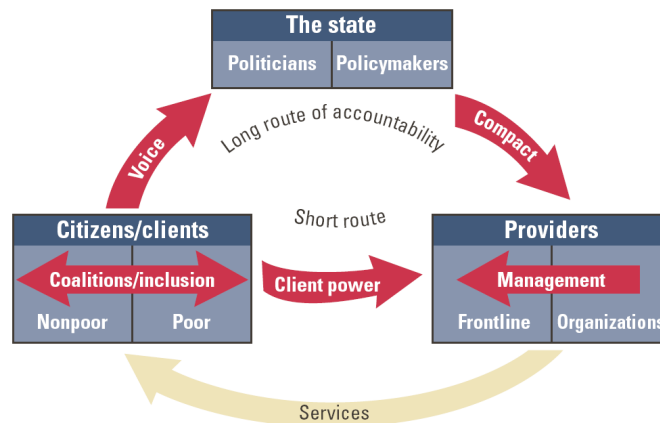 The state
Politicians
Policymakers
Long route of accountability
Voice
Compact
Short route
Citizens/clients
Providers
Coalitions/inclusion
Client power
Management
Nonpoor
Poor
Frontline
Organizations
Services